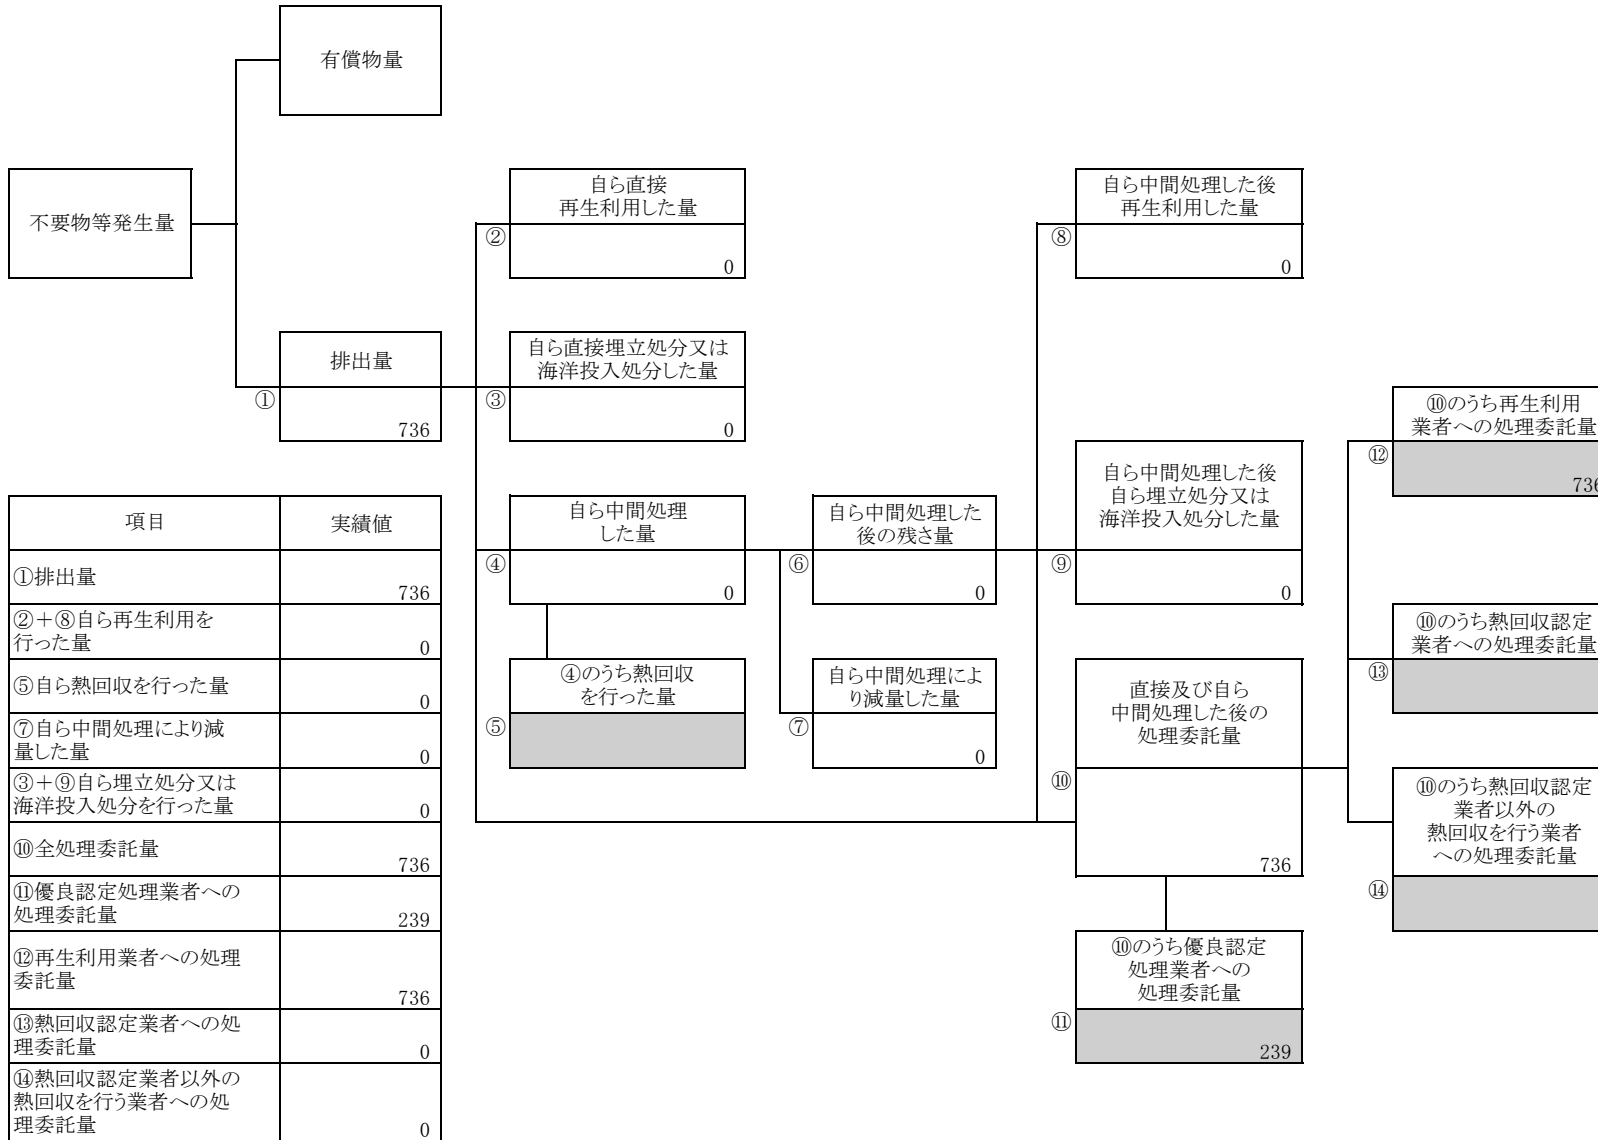 有償物量
不要物等発生量
排出量
①
736
自ら直接
再生利用した量
②
0
自ら直接埋立処分又は
海洋投入処分した量
③
0
自ら中間処理
した量
④
0
④のうち熱回収
を行った量
⑤
自ら中間処理した
後の残さ量
⑥
0
自ら中間処理によ
り減量した量
⑦
0
自ら中間処理した後
再生利用した量
⑧
0
自ら中間処理した後
自ら埋立処分又は
海洋投入処分した量
⑨
0
直接及び自ら
中間処理した後の
処理委託量
⑩
736
⑩のうち優良認定
処理業者への
処理委託量
⑪
239
⑩のうち再生利用
業者への処理委託量
⑫
736
⑩のうち熱回収認定
業者への処理委託量
⑬
⑩のうち熱回収認定
業者以外の
熱回収を行う業者
への処理委託量
⑭
項目
実績値
①排出量
736
②+⑧自ら再生利用を
行った量
0
⑤自ら熱回収を行った量
0
⑦自ら中間処理により減
量した量
0
③+⑨自ら埋立処分又は
海洋投入処分を行った量
0
⑩全処理委託量
736
⑪優良認定処理業者への
処理委託量
239
⑫再生利用業者への処理
委託量
736
⑬熱回収認定業者への処
理委託量
0
⑭熱回収認定業者以外の
熱回収を行う業者への処
理委託量
0